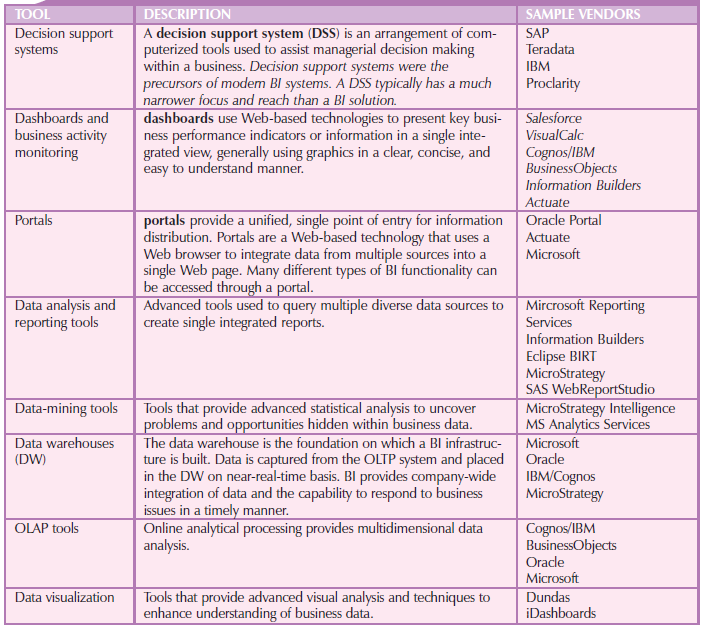 TOOL DESCRIPTION SAMPLE VENDORS
Decision support
systems
A decision support system (DSS) is an arrangement of com-
puterized tools used to assist managerial decision making
within a business. Decision support systems were the
precursors of modern BI systems. A DSS typically has a much
narrower focus and reach than a BI solution.
SAP
Teradata
IBM
Proclarity
Dashboards and
business activity
monitoring
dashboards use Web-based technologies to present key busi-
ness performance indicators or information in a single inte-
grated view, generally using graphics in a clear, concise, and
easy to understand manner.
Salesforce
VisualCalc
Cognos/IBM
BusinessObjects
Information Builders
Actuate
Portals
portals provide a unified, single point of entry for information
distribution. Portals are a Web-based technology that uses a
Web browser to integrate data from multiple sources into a
single Web page. Many different types of BI functionality can
be accessed through a portal.
Oracle Portal
Actuate
Microsoft
Data analysis and
reporting tools
Advanced tools used to query multiple diverse data sources to
create single integrated reports.
Mircrosoft Reporting
Services
Information Builders
Eclipse BIRT
MicroStrategy
SAS WebReportStudio
Data-mining tools
Tools that provide advanced statistical analysis to uncover
problems and opportunities hidden within business data.
MicroStrategy Intelligence
MS Analytics Services
Data warehouses
(DW)
The data warehouse is the foundation on which a BI infrastruc-
ture is built. Data is captured from the OLTP system and placed
in the DW on near-real-time basis. BI provides company-wide
integration of data and the capability to respond to business
issues in a timely manner.
Microsoft
Oracle
IBM/Cognos
MicroStrategy
OLAP tools
Online analytical processing provides multidimensional data
analysis.
Cognos/IBM
BusinessObjects
Oracle
Microsoft
Data visualization
Tools that provide advanced visual analysis and techniques to
enhance understanding of business data.
Dundas
iDashboards